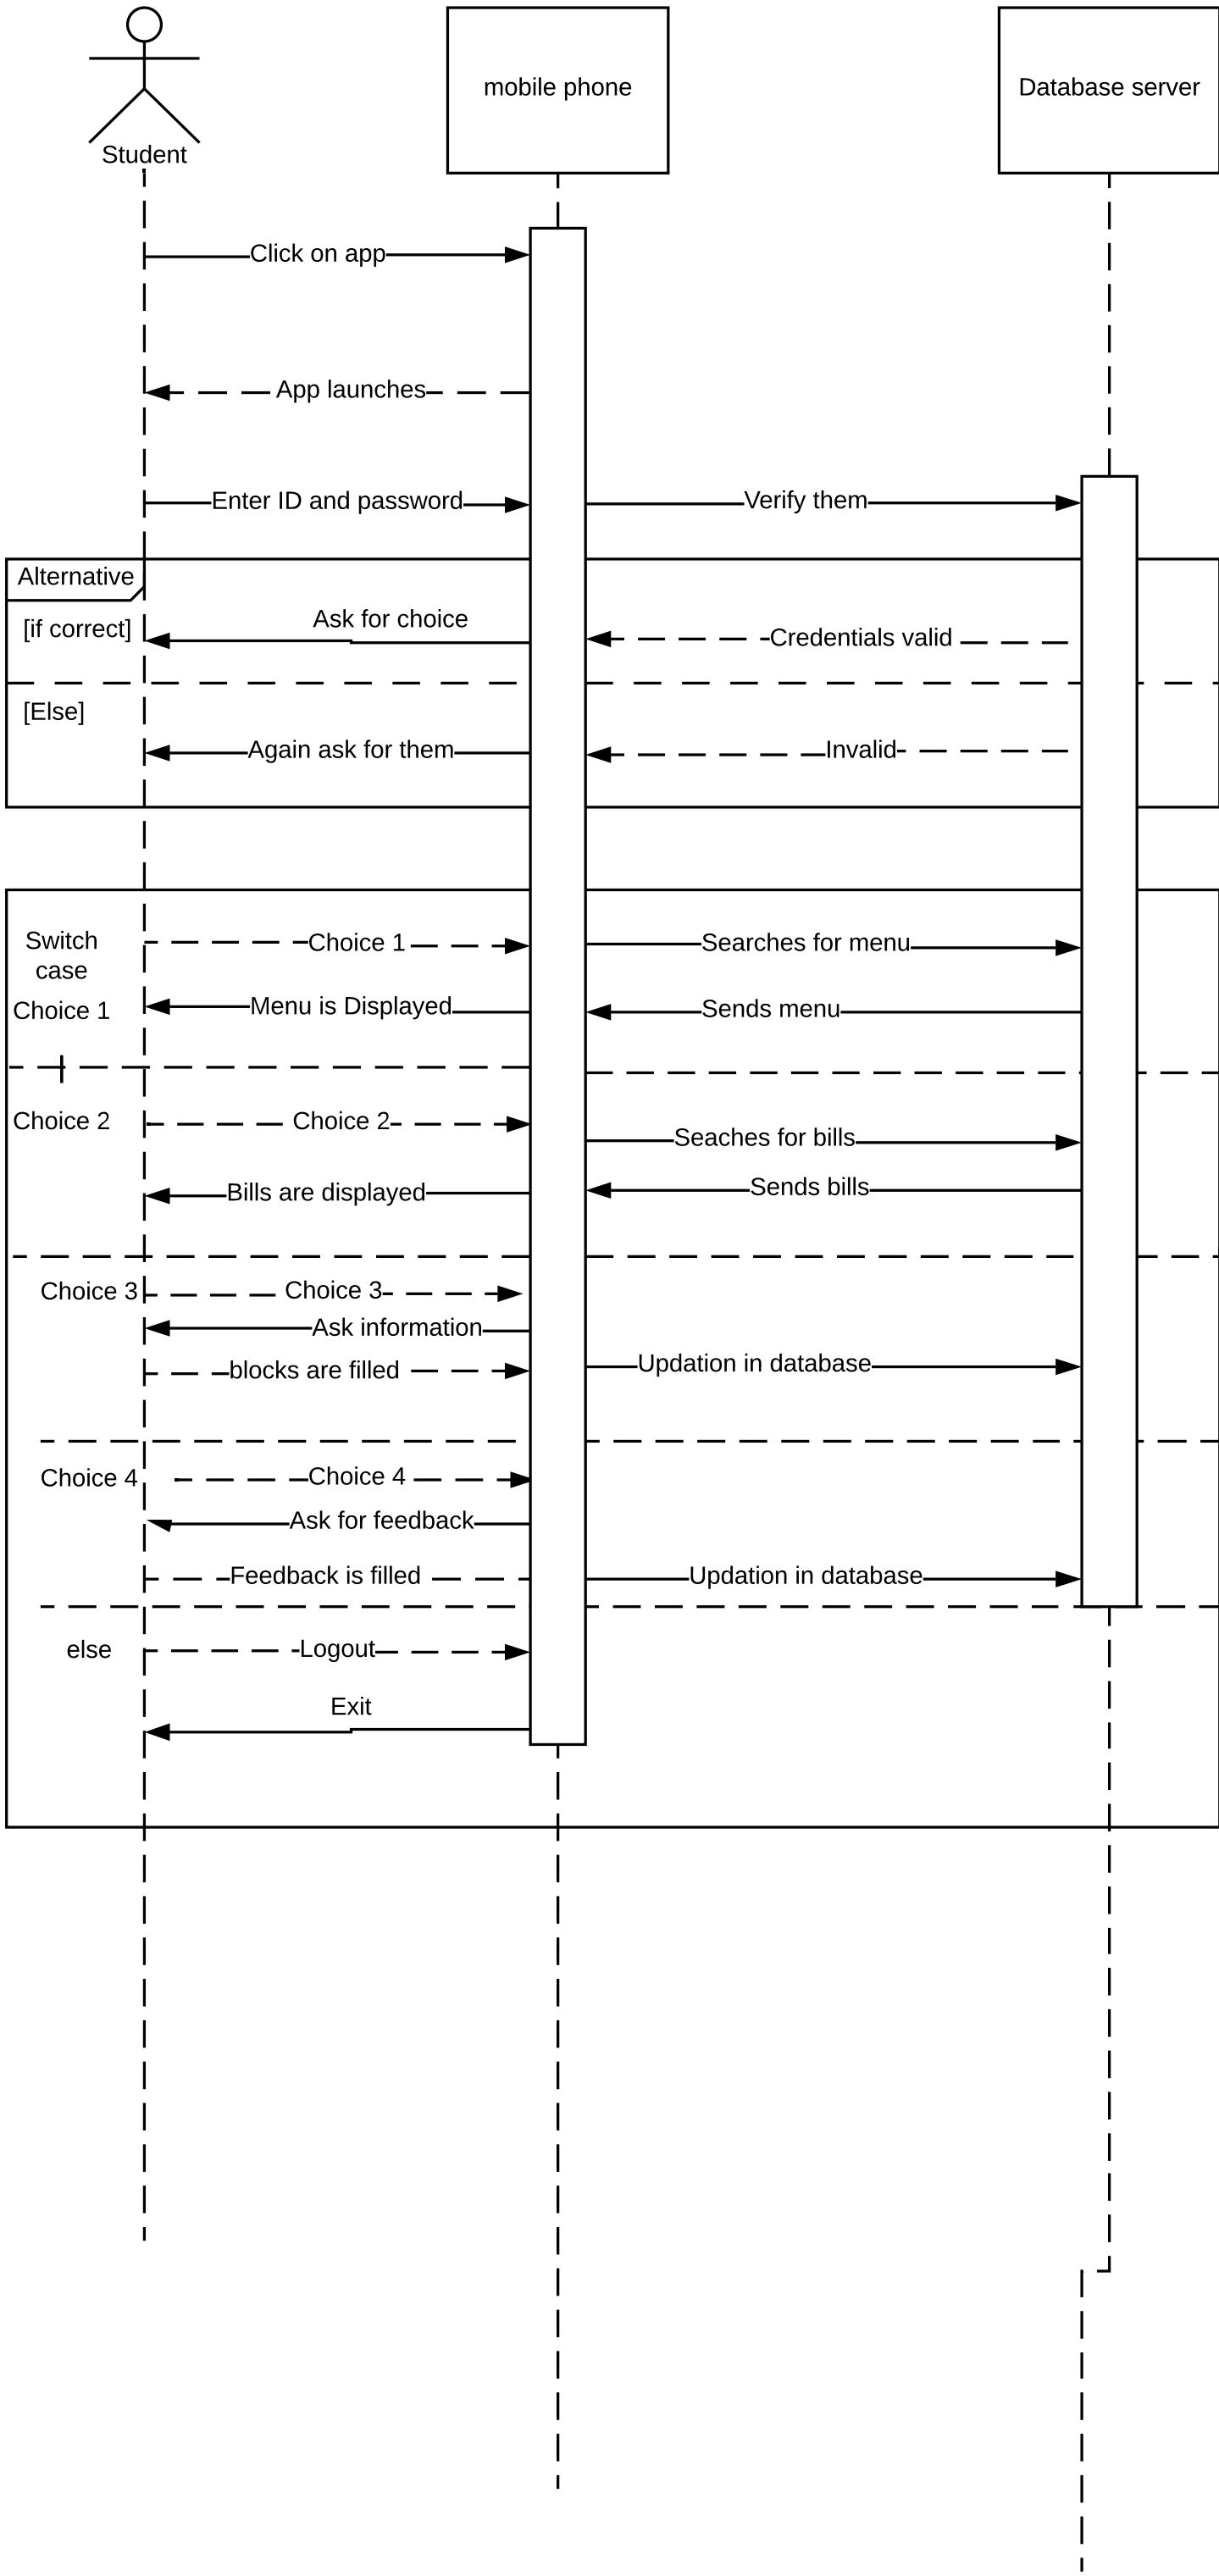 Student
mobile phone
Database server
Click on app
App launches
Enter ID and password
Verify them
Alternative
[if correct]
Ask for choice
Credentials valid
[Else]
Again ask for them
Invalid
Switch
case
Choice 1
Choice 1
Searches for menu
Menu is Displayed
Sends menu
Choice 2
Choice 2
Seaches for bills
Bills are displayed
Sends bills
Choice 3
Choice 3
Ask information
blocks are filled
Updation in database
Choice 4
Choice 4
Ask for feedback
Feedback is filled
Updation in database
else
Logout
Exit